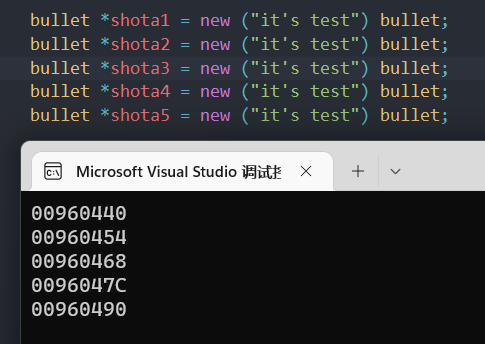 bullet *shota1 = new ("it's test") bullet;
bullet *shota2 = new ("it's test") bullet;
bullet *shota3 = new ("it's test") bullet;
bullet *shota4 = new ("it's test") bullet;
bullet *shota5 = new ("it's test") bullet;
Microsoft Visual Studio 调试
00960440
00960454
00960468
0096047C
00960490